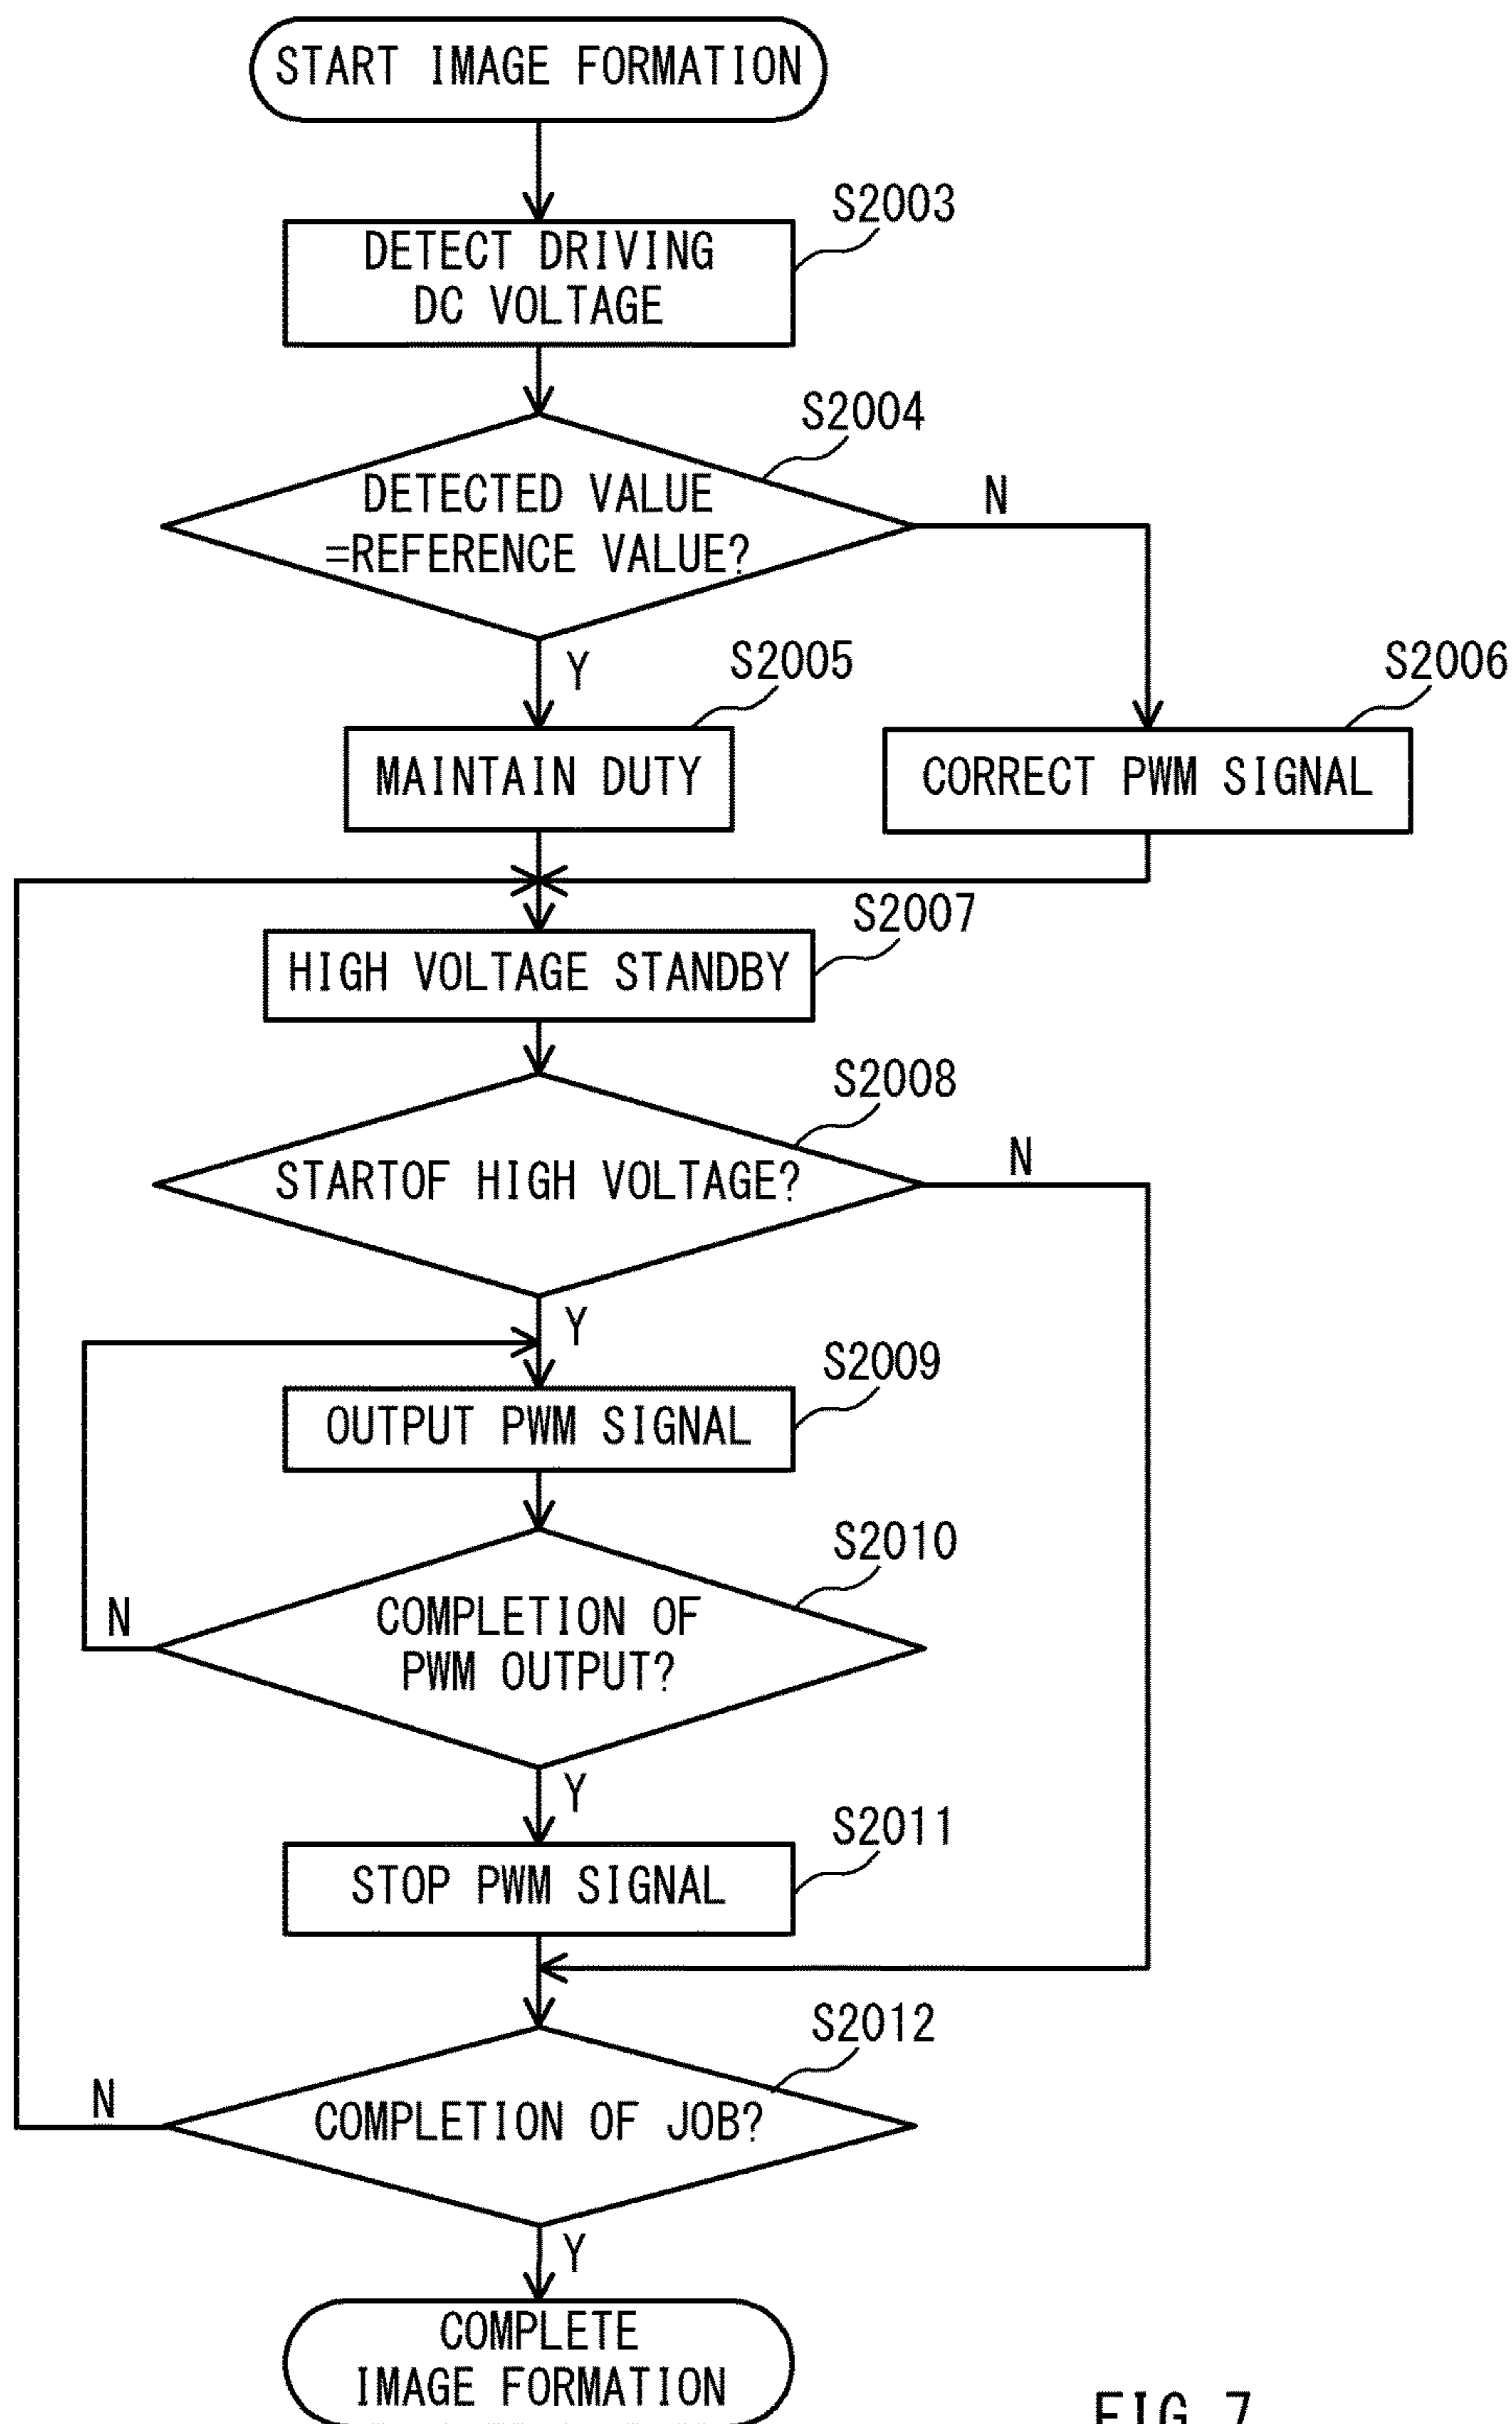 START IMAGE FORMATION
S2003
DETECT DRIVING
DC VOLTAGE
S2004
DETECTED VALUE
=REFERENCE VALUE?
N
Y
S2005
S2006
MAINTAIN DUTY
CORRECT PWM SIGNAL
S2007
HIGH VOLTAGE STANDBY
S2008
STARTOF HIGH VOLTAGE?
N
Y
S2009
OUTPUT PWM SIGNAL
S2010
COMPLETION OF
PWM OUTPUT?
N
Y
S2011
STOP PWM SIGNAL
S2012
COMPLETION OF JOB?
N
Y
COMPLETE
IMAGE FORMATION
FIG.7